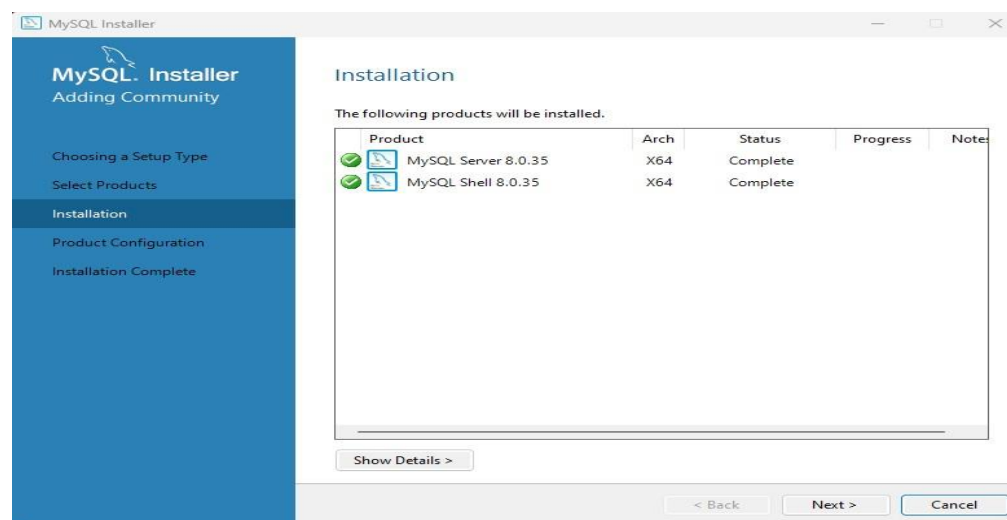 MySQL Installer
MySQL. Installer
Adding Community
Choosing a Setup Type
Select Products
Installation
Product Configuration
Installation Complete
Installation
The following products will be installed.
Product Arch Status Progress Notes
MySQL Server 8.0.35 X64 Complete
MySQL Shell 8.0.35 X64 Complete
Show Details >
< Back Next > Cancel